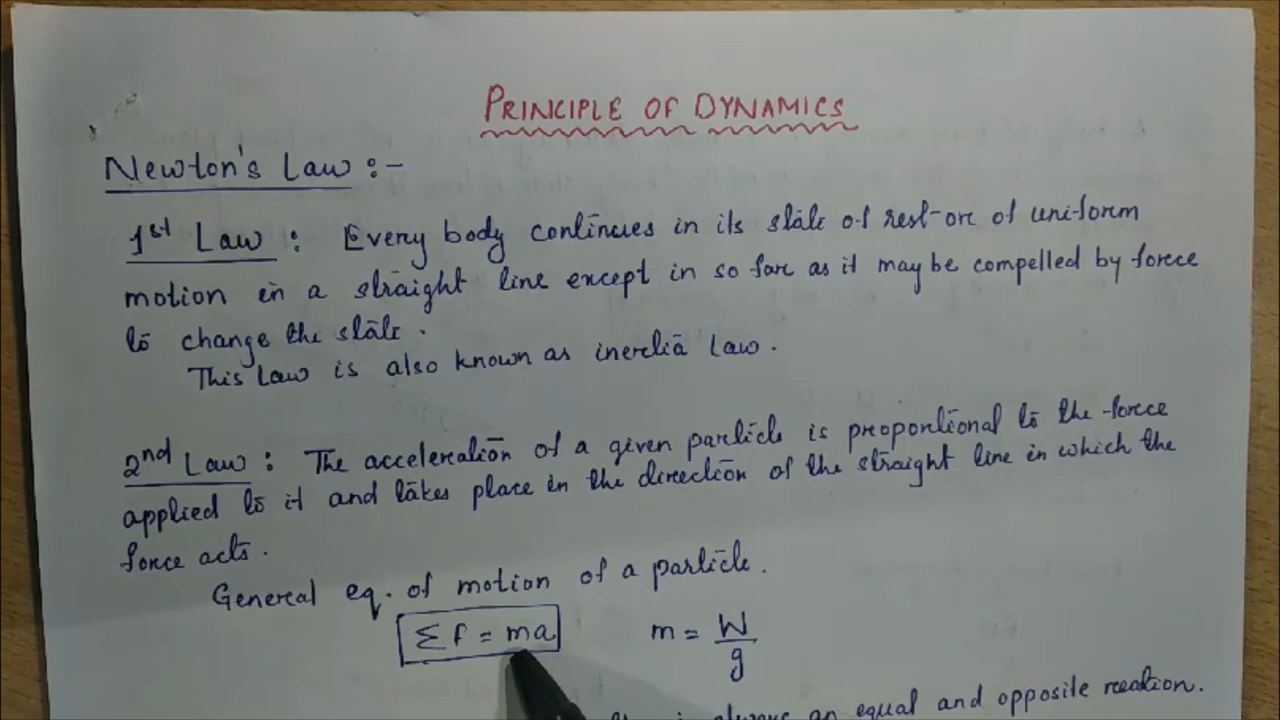 PRINCIPLE OF DYNAMICS
Newton's Law :-
1st Law : Every body continues in its state of rest or of uniform
motion in a straight line except in so far as it may be compelled by force
to change the state.
This Law is also known as inertia Law.
2nd Law : The acceleration of a given particle is proportional to the force
applied to it and takes place in the direction of the straight line in which the
force acts.
General eq. of motion of a particle.
Σf = ma m = W/g
is always an equal and opposite reaction.